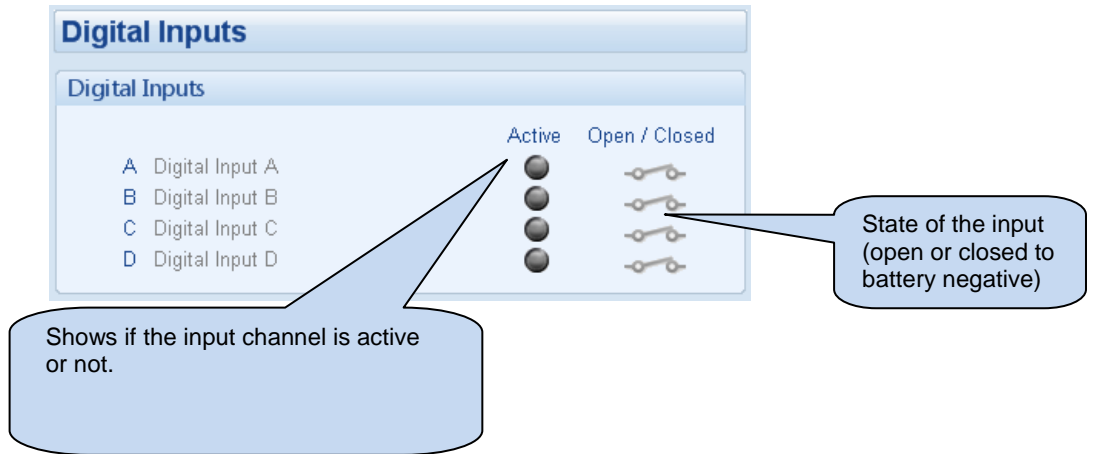 Digital Inputs
Digital Inputs
Active Open / Closed
A Digital Input A
B Digital Input B
C Digital Input C
D Digital Input D
State of the input
(open or closed to
battery negative)
Shows if the input channel is active
or not.